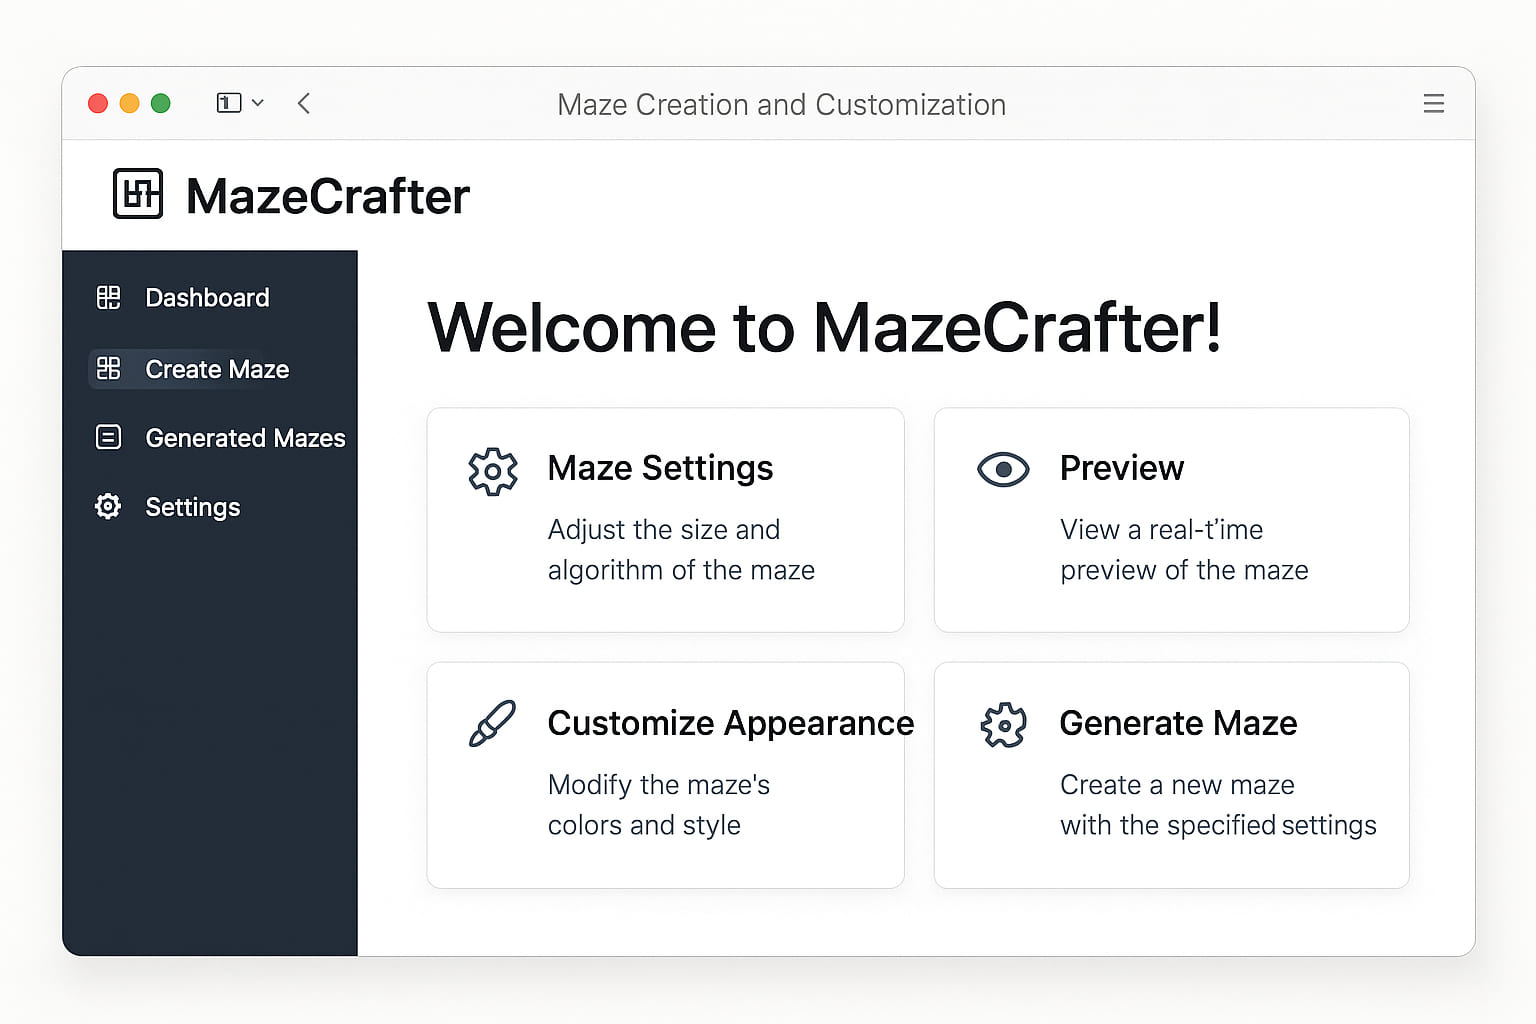 Maze Creation and Customization
MazeCrafter
Dashboard
Create Maze
Generated Mazes
Settings
Welcome to MazeCrafter!
Maze Settings
Adjust the size and
algorithm of the maze
Preview
View a real-t’ime
preview of the maze
Customize Appearance
Modify the maze's
colors and style
Generate Maze
Create a new maze
with the specified settings